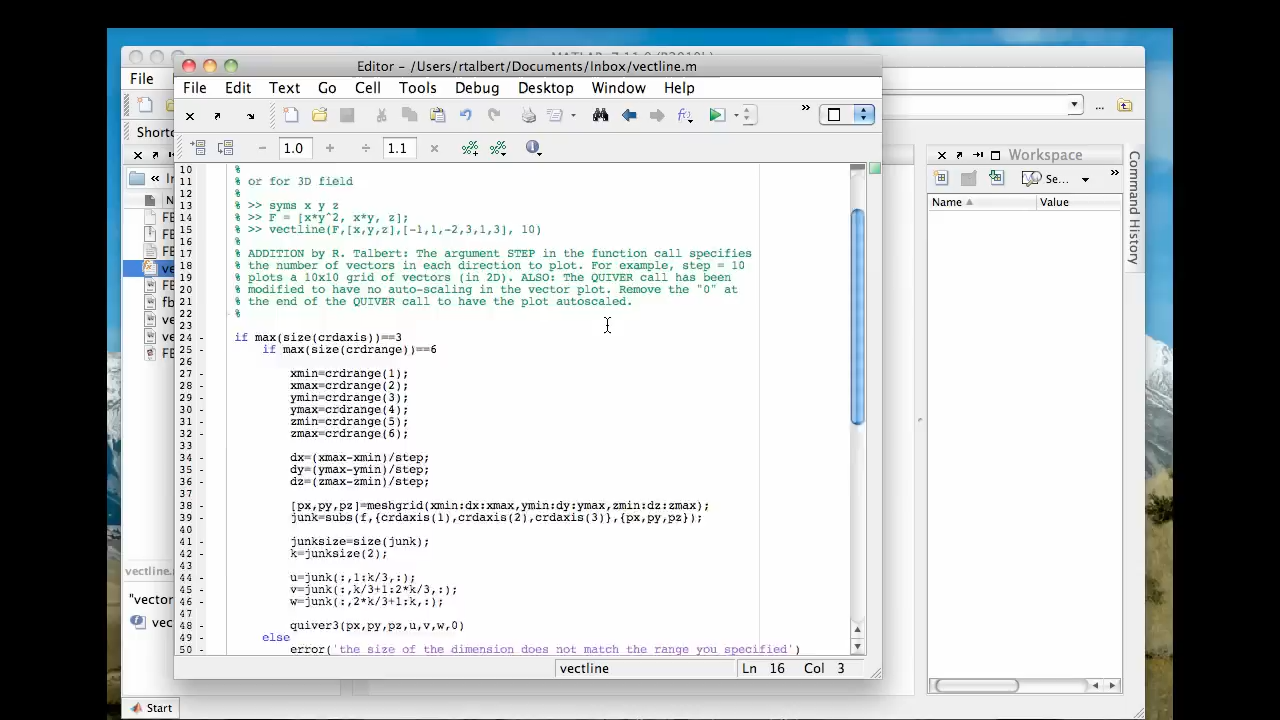 Editor - /Users/rtalbert/Documents/Inbox/vectline.m
File
File Edit Text Go Cell Tools Debug Desktop Window Help
...
»
− 1.0 + ÷ 1.1 ×
Workspace
Se...
»
Name Value
Command History
«
10 %
11 % or for 3D field
12 %
13 % >> syms x y z
14 % >> F = [x*y^2, x*y, z];
15 % >> vectline(F,[x,y,z],[-1,1,-2,3,1,3], 10)
16 %
17 % ADDITION by R. Talbert: The argument STEP in the function call specifies
18 % the number of vectors in each direction to plot. For example, step = 10
19 % plots a 10x10 grid of vectors (in 2D). ALSO: The QUIVER call has been
20 % modified to have no auto-scaling in the vector plot. Remove the "0" at
21 % the end of the QUIVER call to have the plot autoscaled.
22 %
23
24 - if max(size(crdaxis))==3
25 - if max(size(crdrange))==6
26
27 - xmin=crdrange(1);
28 - xmax=crdrange(2);
29 - ymin=crdrange(3);
30 - ymax=crdrange(4);
31 - zmin=crdrange(5);
32 - zmax=crdrange(6);
33
34 - dx=(xmax-xmin)/step;
35 - dy=(ymax-ymin)/step;
36 - dz=(zmax-zmin)/step;
37
38 - [px,py,pz]=meshgrid(xmin:dx:xmax,ymin:dy:ymax,zmin:dz:zmax);
39 - junk=subs(f,{crdaxis(1),crdaxis(2),crdaxis(3)},{px,py,pz});
40
41 - junksize=size(junk);
42 - k=junksize(2);
43
44 - u=junk(:,1:k/3,:);
45 - v=junk(:,k/3+1:2*k/3,:);
46 - w=junk(:,2*k/3+1:k,:);
47
48 - quiver3(px,py,pz,u,v,w,0)
49 - else
50 - error('the size of the dimension does not match the range you specified')
vectline.
"vector
vec
vectline
Ln 16 Col 3
Start